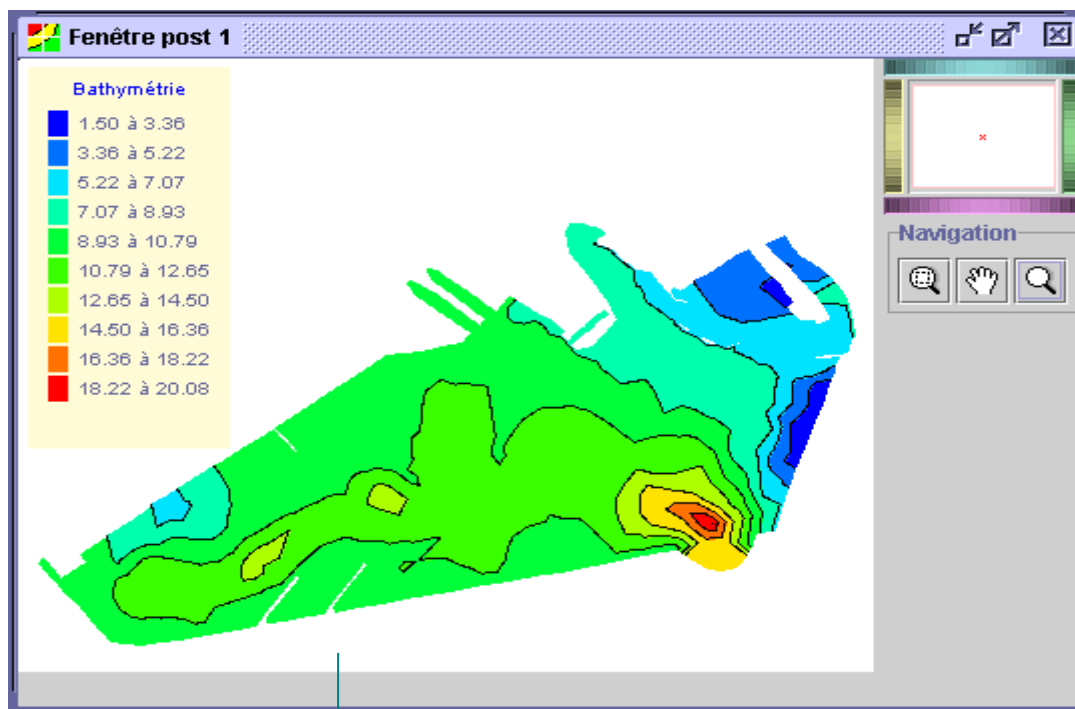 Fenêtre post 1
Bathymétrie
1.50 à 3.36
3.36 à 5.22
5.22 à 7.07
7.07 à 8.93
8.93 à 10.79
10.79 à 12.65
12.65 à 14.50
14.50 à 16.36
16.36 à 18.22
18.22 à 20.08
Navigation